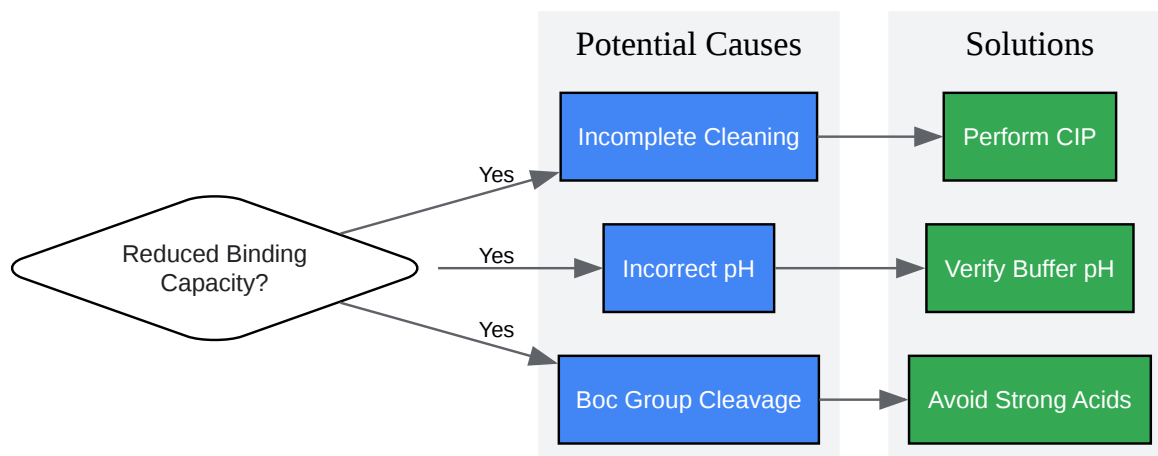 Potential Causes
Solutions
Incomplete Cleaning
Perform CIP
Yes
Reduced Binding
Capacity?
Yes
Incorrect pH
Verify Buffer pH
Yes
Boc Group Cleavage
Avoid Strong Acids